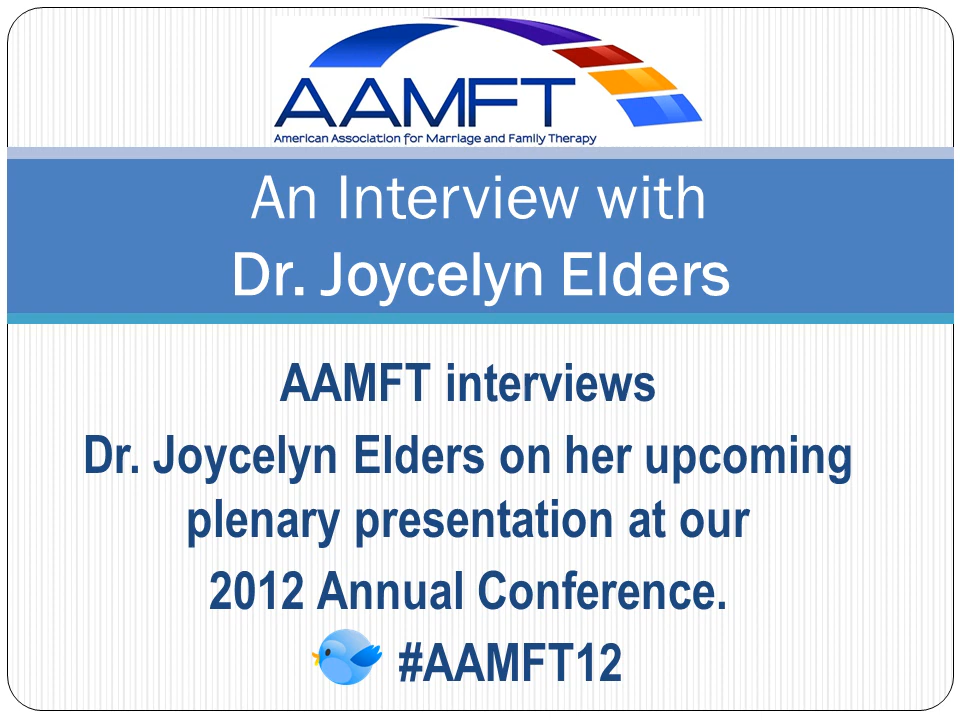 AAMFT
American Association for Marriage and Family Therapy
An Interview with
Dr. Joycelyn Elders
AAMFT interviews
Dr. Joycelyn Elders on her upcoming
plenary presentation at our
2012 Annual Conference.
#AAMFT12